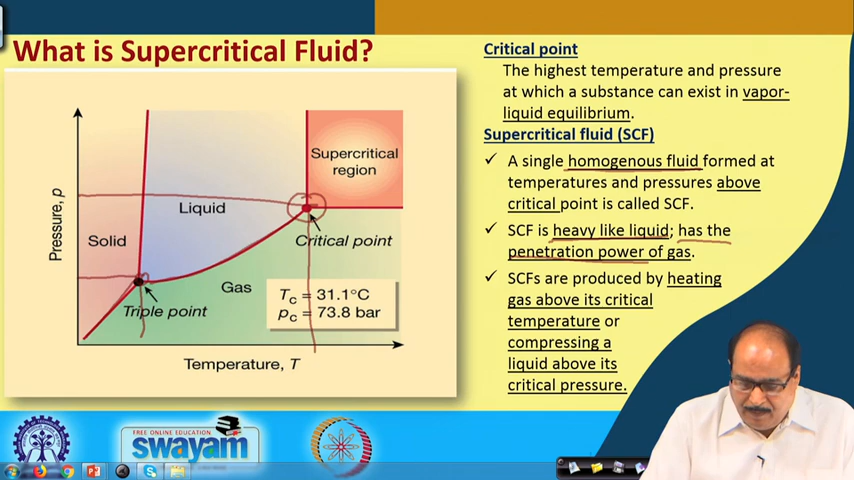 What is Supercritical Fluid?
Pressure, p
Solid
Liquid
Supercritical
region
Critical point
Gas
Triple point
Tc = 31.1°C
pc = 73.8 bar
Temperature, T
Critical point
The highest temperature and pressure
at which a substance can exist in vapor-
liquid equilibrium.
Supercritical fluid (SCF)
✓ A single homogenous fluid formed at
temperatures and pressures above
critical point is called SCF.
✓ SCF is heavy like liquid; has the
penetration power of gas.
✓ SCFs are produced by heating
gas above its critical
temperature or
compressing a
liquid above its
critical pressure.
FREE ONLINE EDUCATION
swayam